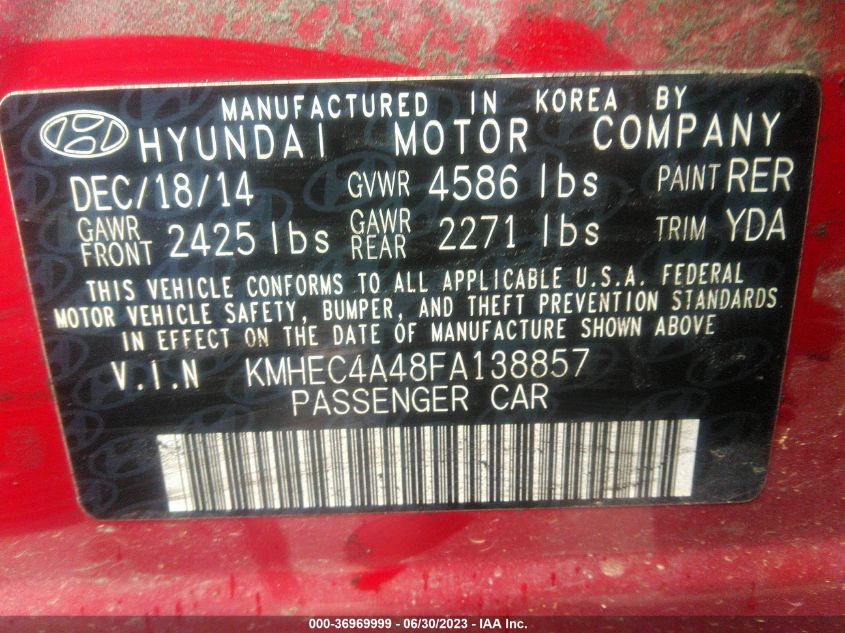 MANUFACTURED IN KOREA BY
HYUNDAI MOTOR COMPANY
DEC/18/14 GVWR 4586 lbs PAINT RER
GAWR FRONT 2425 lbs GAWR REAR 2271 lbs TRIM YDA
THIS VEHICLE CONFORMS TO ALL APPLICABLE U.S.A. FEDERAL
MOTOR VEHICLE SAFETY, BUMPER, AND THEFT PREVENTION STANDARDS
IN EFFECT ON THE DATE OF MANUFACTURE SHOWN ABOVE
V.I.N KMHEC4A48FA138857
PASSENGER CAR
000-36969999 - 06/30/2023 - IAA Inc.